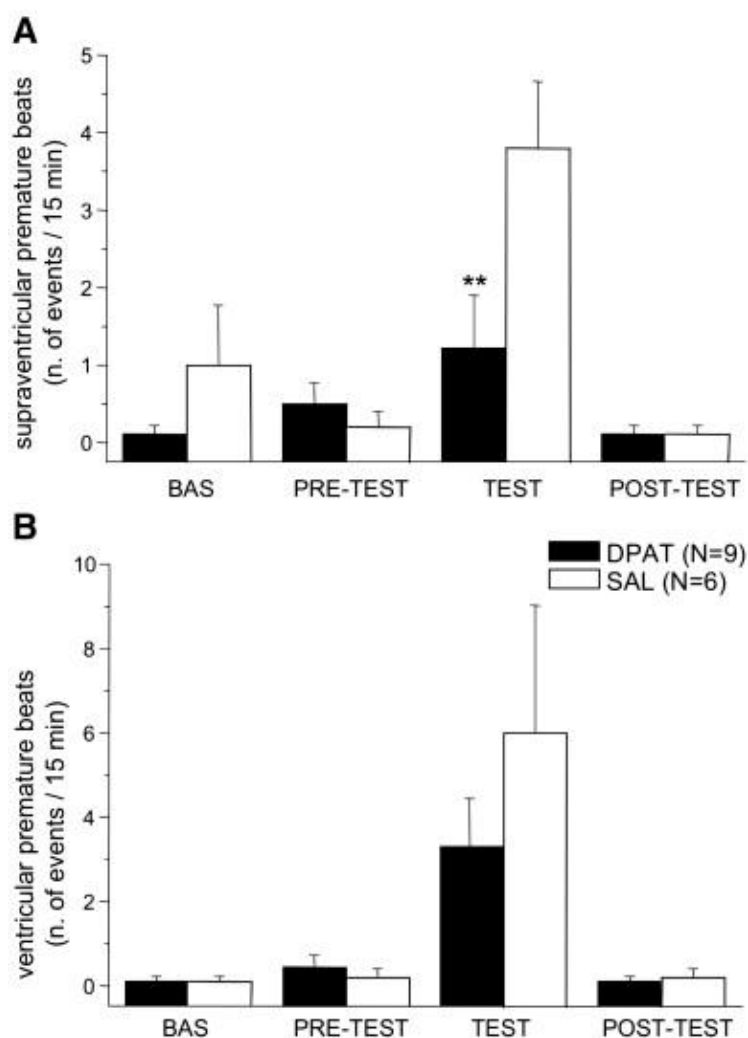 A
supraventricular premature beats
(n. of events / 15 min)
5
4
3
2
1
0
**
BAS PRE-TEST TEST POST-TEST
B
ventricular premature beats
(n. of events / 15 min)
10
8
6
4
2
0
DPAT (N=9)
SAL (N=6)
BAS PRE-TEST TEST POST-TEST